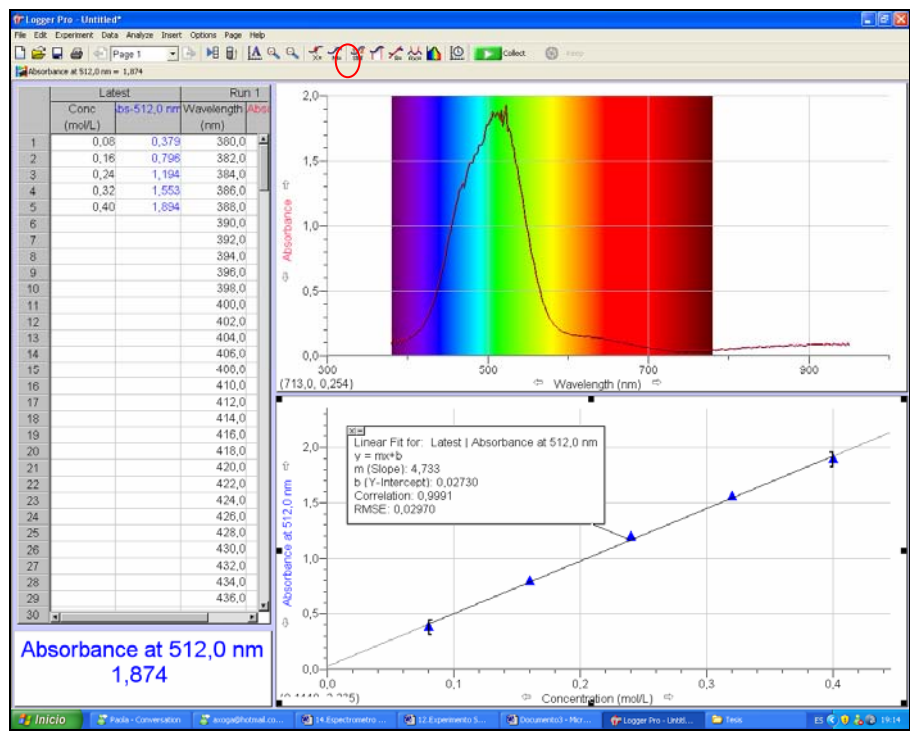 Logger Pro - Untitled*
File Edit Experiment Data Analyze Insert Options Page Help
Page 1
Collect
Absorbance at 512,0 nm = 1,874
Latest Run 1
Conc bs-512,0 nm Wavelength Abso
(mol/L) (nm)
1 0,08 0,379 380,0
2 0,16 0,796 382,0
3 0,24 1,194 384,0
4 0,32 1,553 386,0
5 0,40 1,894 388,0
6 390,0
7 392,0
8 394,0
9 396,0
10 398,0
11 400,0
12 402,0
13 404,0
14 406,0
15
16 410,0
17 412,0
18 414,0
19 416,0
20 418,0
21 420,0
22 422,0
23 424,0
24 426,0
25 428,0
26 430,0
27 432,0
28 434,0
29 436,0
30
Absorbance at 512,0 nm
1,874
Absorbance
2,0
1,5
1,0
0,5
0,0
300 500 700 900
(713,0, 0,254) Wavelength (nm)
Absorbance at 512,0 nm
2,0
1,5
1,0
0,5
0,0
Linear Fit for: Latest | Absorbance at 512,0 nm
y = mx+b
m (Slope): 4,733
b (Y-Intercept): 0,02730
Correlation: 0,9991
RMSE: 0,02970
0,0 0,1 0,2 0,3 0,4
Concentration (mol/L)
Inicio
Paola - Conversation
axoga@hotmail.co...
14.Espectrometro ...
12.Experimento 5...
Documento3 - Micr...
Logger Pro - Untitl...
Tesis
ES
19:14